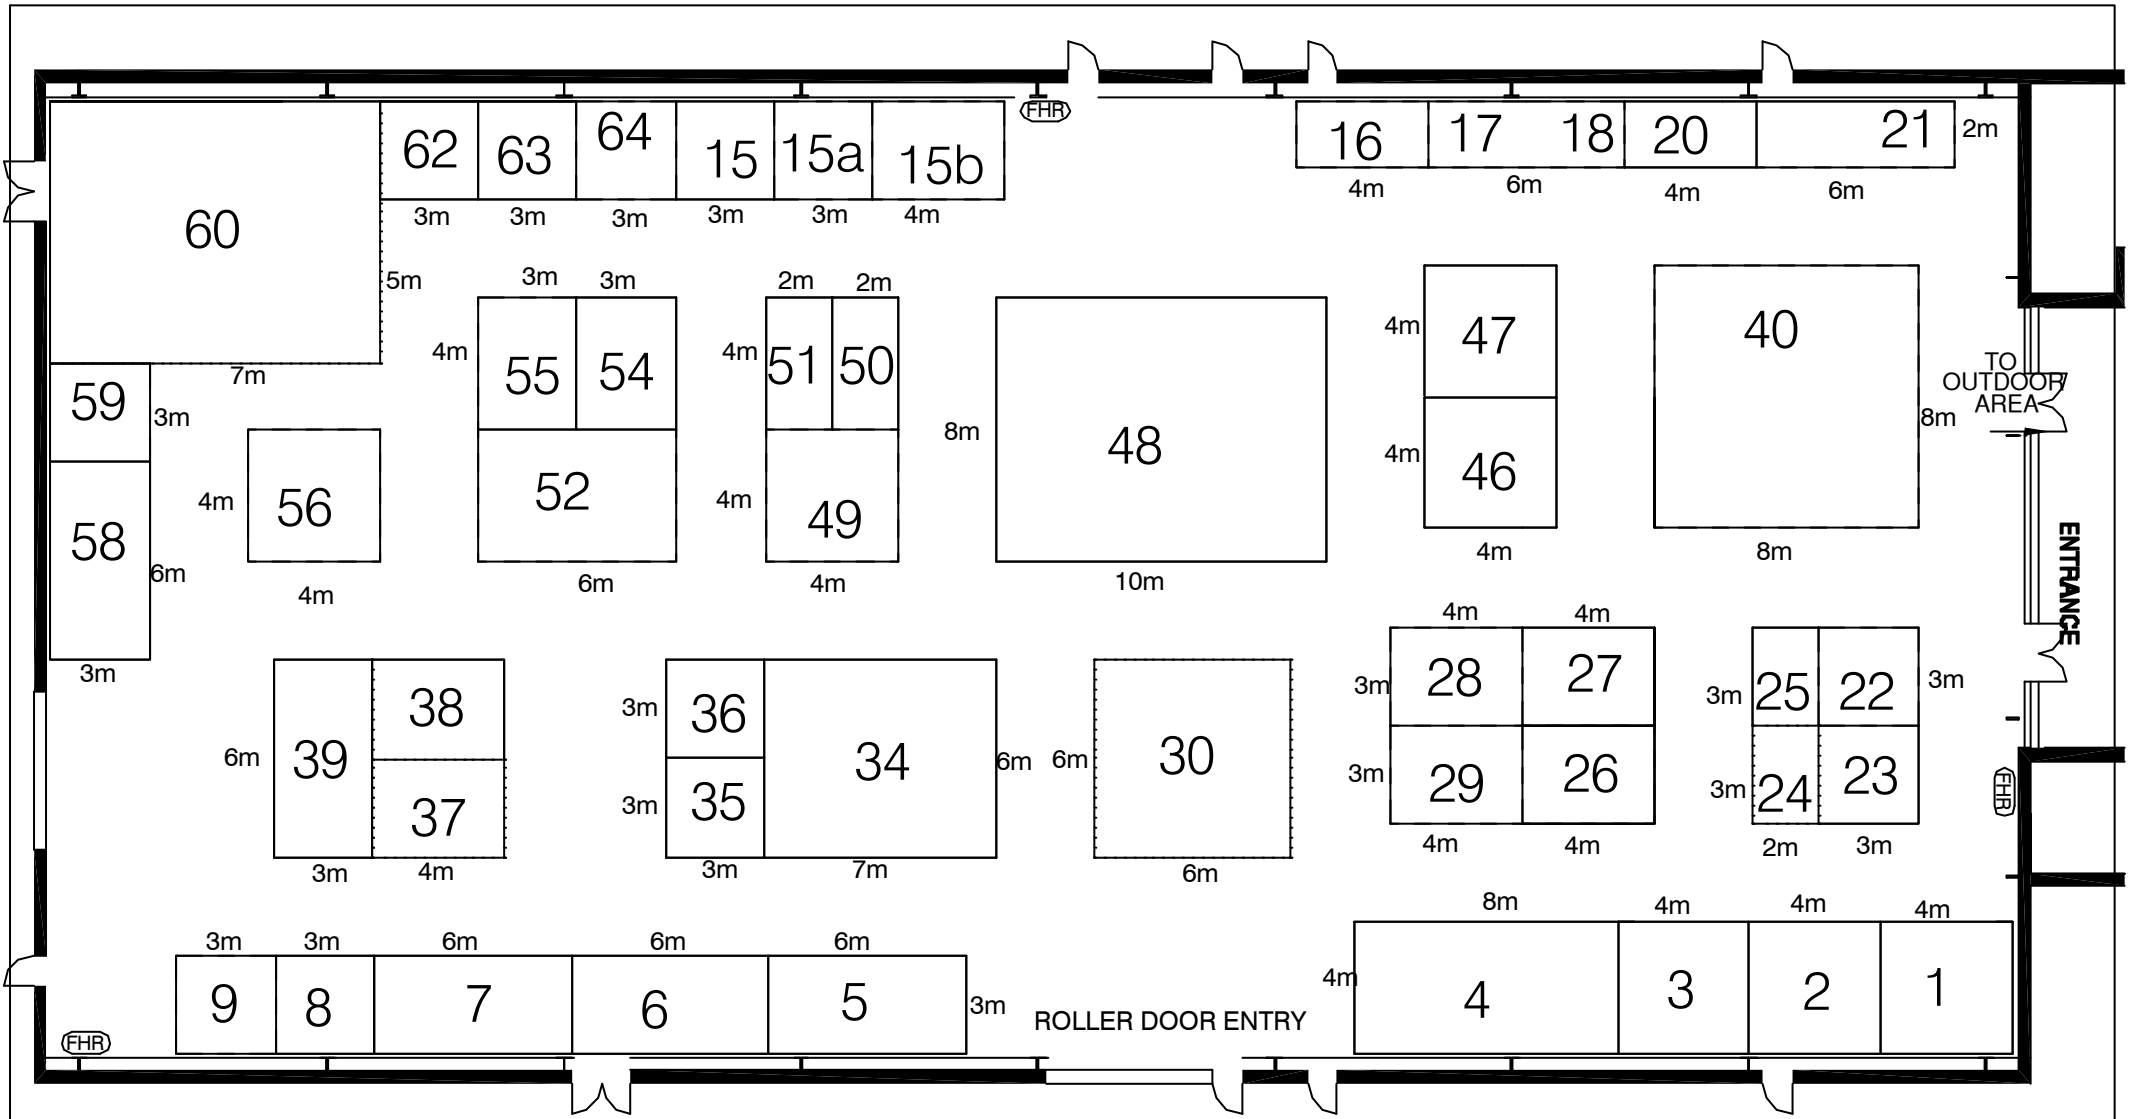 FHR
62 63 64 15 15a 15b
16 17 18 20 21 2m
3m 3m 3m 3m 3m 4m
4m 6m 4m 6m
60
5m
7m
3m 3m
2m 2m
4m 55 54
4m 51 50
52
6m
4m 49
4m
8m 48
10m
4m 47
4m 46
4m
40
8m
8m
TO
OUTDOOR
AREA
ENTRANCE
59 3m
58 6m
3m
4m 56
4m
6m 39 38
37
3m 4m
3m 36
3m 35
34 6m
3m 7m
6m 30
6m
4m 4m
3m 28 27
3m 29 26
4m 4m
3m 25 22 3m
3m 24 23
2m 3m
FHR
3m 3m 6m 6m 6m
9 8 7 6 5 3m
FHR
ROLLER DOOR ENTRY
8m 4m 4m 4m
4m 4 3 2 1